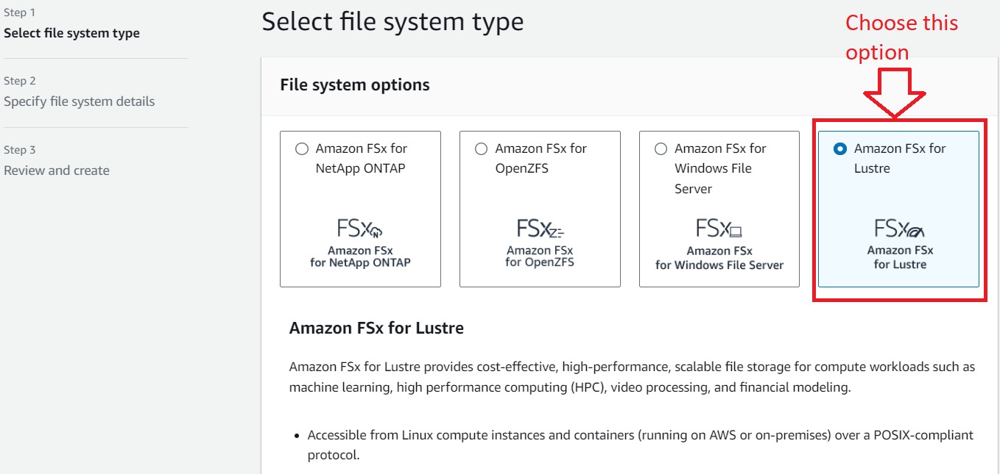 Step 1
Select file system type
Step 2
Specify file system details
Step 3
Review and create
Select file system type
Choose this
option
File system options
Amazon FSx for
NetApp ONTAP
FSx
N
Amazon FSx
for NetApp ONTAP
Amazon FSx for
OpenZFS
FSxZ
Amazon FSx
for OpenZFS
Amazon FSx for
Windows File
Server
FSx
Amazon FSx
for Windows File Server
Amazon FSx for
Lustre
FSx
Amazon FSx
for Lustre
Amazon FSx for Lustre
Amazon FSx for Lustre provides cost-effective, high-performance, scalable file storage for compute workloads such as
machine learning, high performance computing (HPC), video processing, and financial modeling.
• Accessible from Linux compute instances and containers (running on AWS or on-premises) over a POSIX-compliant
protocol.